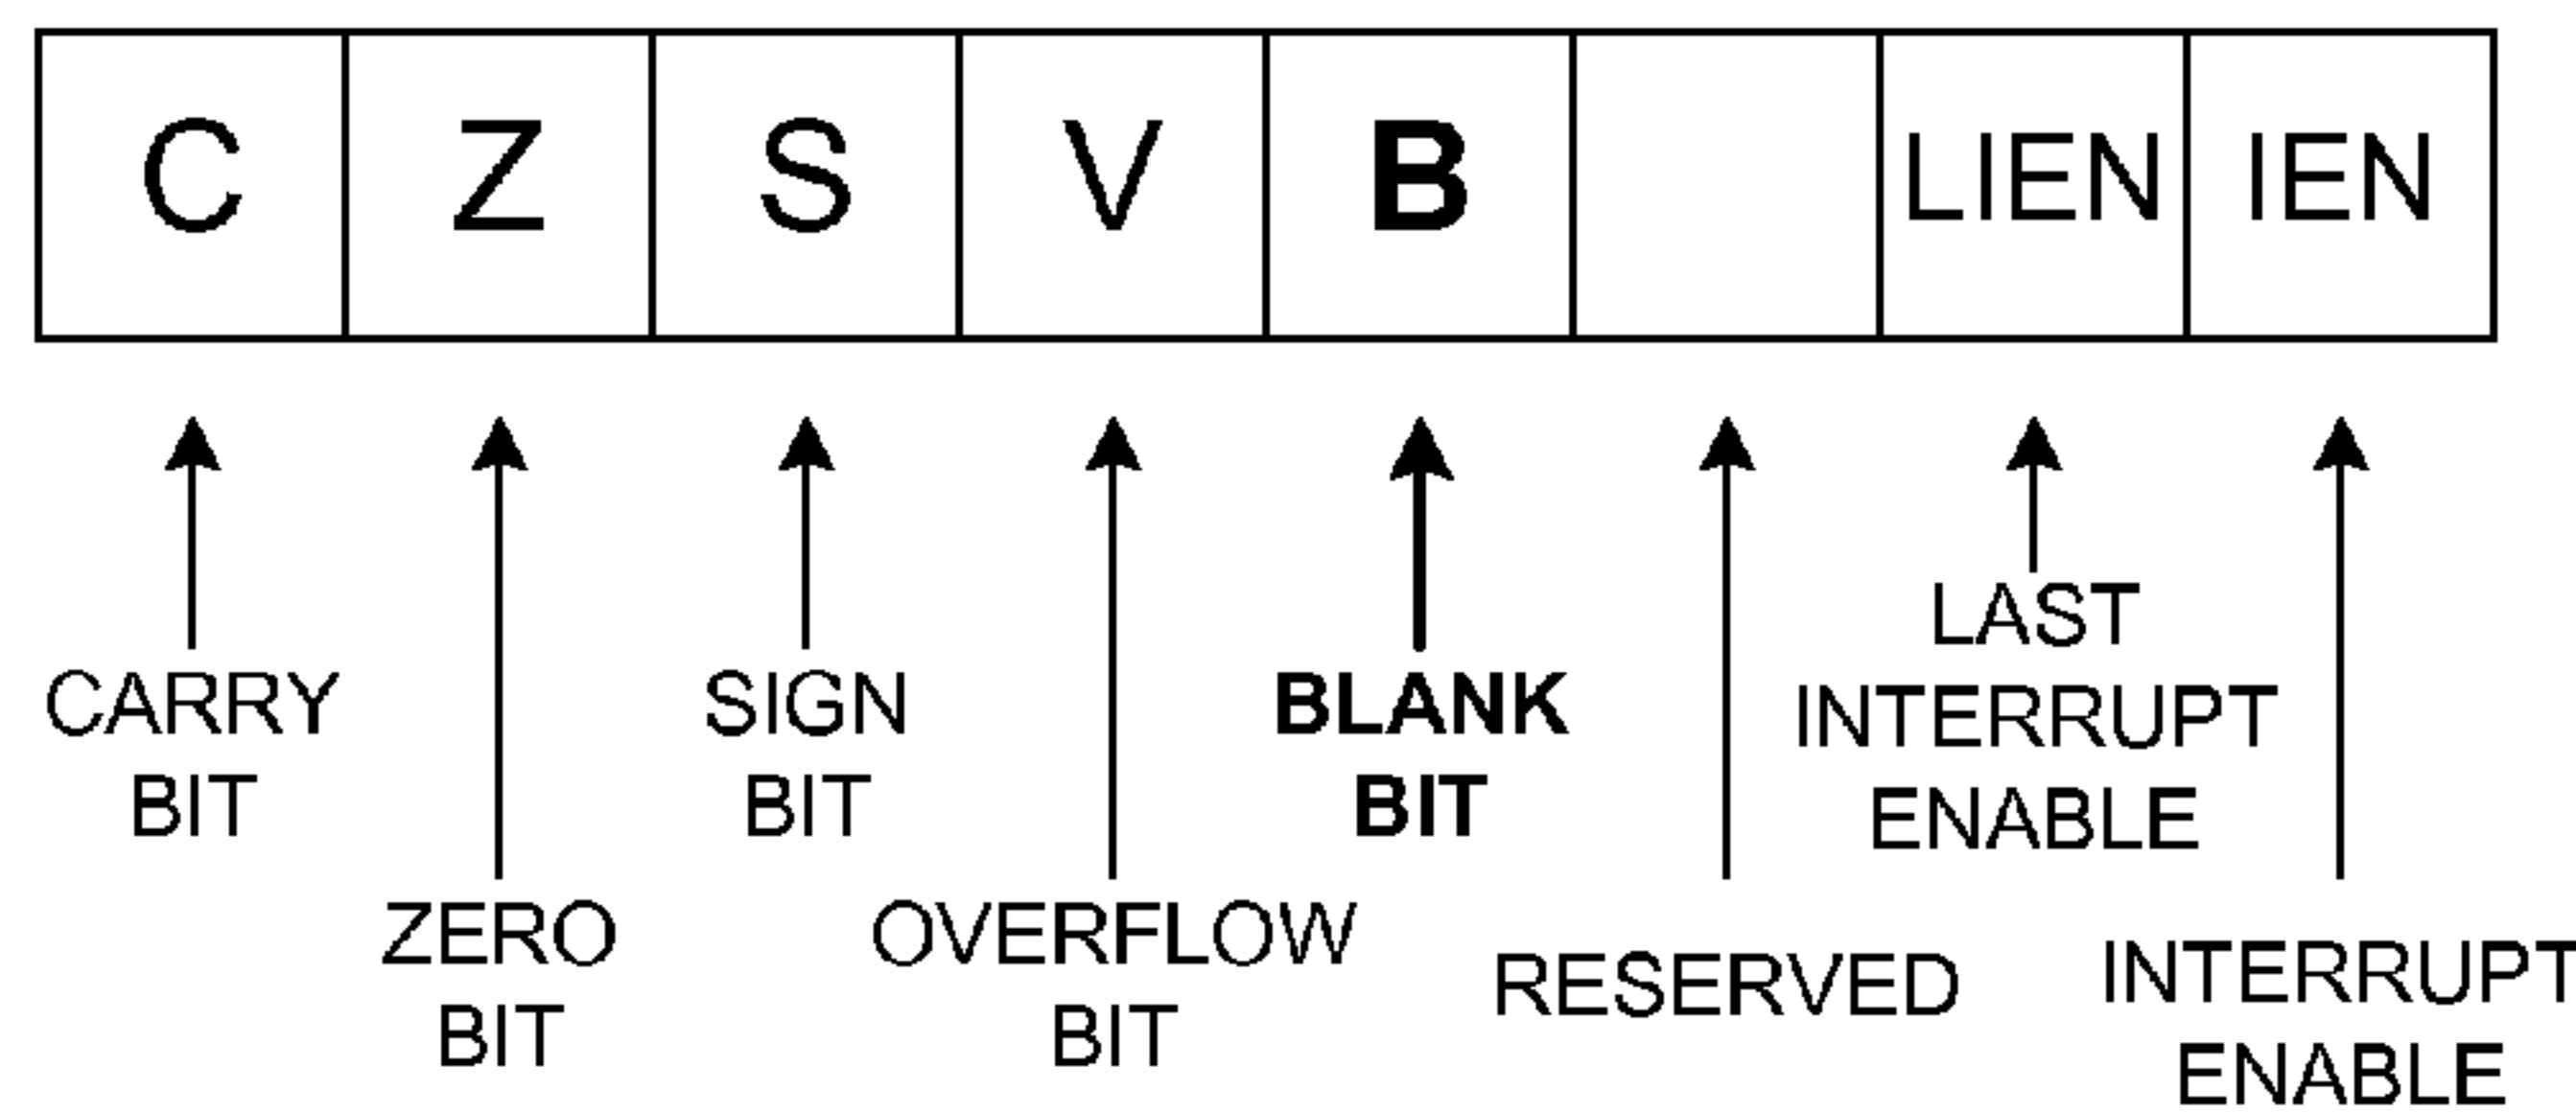 C Z S V B LIEN IEN
CARRY
BIT
ZERO
BIT
SIGN
BIT
OVERFLOW
BIT
BLANK
BIT
RESERVED
LAST
INTERRUPT
ENABLE
INTERRUPT
ENABLE